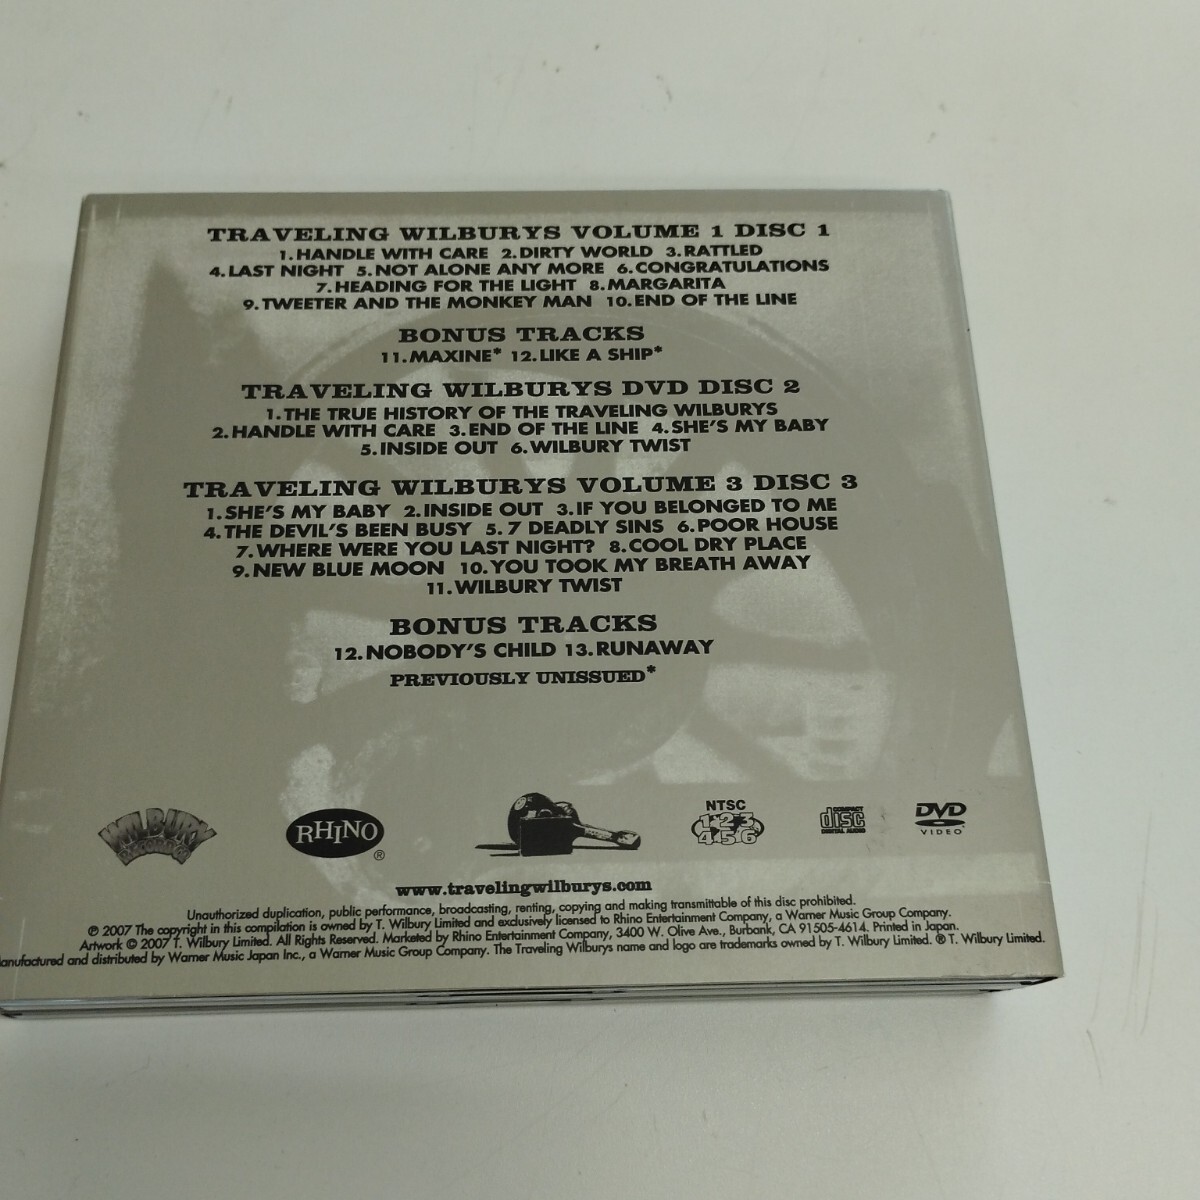 TRAVELING WILBURYS VOLUME 1 DISC 1
1.HANDLE WITH CARE 2.DIRTY WORLD 3.RATTLED
4.LAST NIGHT 5.NOT ALONE ANY MORE 6.CONGRATULATIONS
7.HEADING FOR THE LIGHT 8.MARGARITA
9.TWEETER AND THE MONKEY MAN 10.END OF THE LINE
BONUS TRACKS
11.MAXINE* 12.LIKE A SHIP*
TRAVELING WILBURYS DVD DISC 2
1.THE TRUE HISTORY OF THE TRAVELING WILBURYS
2.HANDLE WITH CARE 3.END OF THE LINE 4.SHE'S MY BABY
5.INSIDE OUT 6.WILBURY TWIST
TRAVELING WILBURYS VOLUME 3 DISC 3
1.SHE'S MY BABY 2.INSIDE OUT 3.IF YOU BELONGED TO ME
4.THE DEVIL'S BEEN BUSY 5.7 DEADLY SINS 6.POOR HOUSE
7.WHERE WERE YOU LAST NIGHT? 8.COOL DRY PLACE
9.NEW BLUE MOON 10.YOU TOOK MY BREATH AWAY
11.WILBURY TWIST
BONUS TRACKS
12.NOBODY'S CHILD 13.RUNAWAY
PREVIOUSLY UNISSUED*
WILBURY RECORDS
RHINO ®
NTSC
1 2 3
4 5 6
COMPACT disc DIGITAL AUDIO
DVD VIDEO
www.travelingwilburys.com
Unauthorized duplication, public performance, broadcasting, renting, copying and making transmittable of this disc prohibited.
℗ 2007 The copyright in this compilation is owned by T. Wilbury Limited and exclusively licensed to Rhino Entertainment Company, a Warner Music Group Company.
Artwork © 2007 T. Wilbury Limited. All Rights Reserved. Marketed by Rhino Entertainment Company, 3400 W. Olive Ave., Burbank, CA 91505-4614. Printed in Japan.
anufactured and distributed by Warner Music Japan Inc., a Warner Music Group Company. The Traveling Wilburys name and logo are trademarks owned by T. Wilbury Limited. ® T. Wilbury Limited.